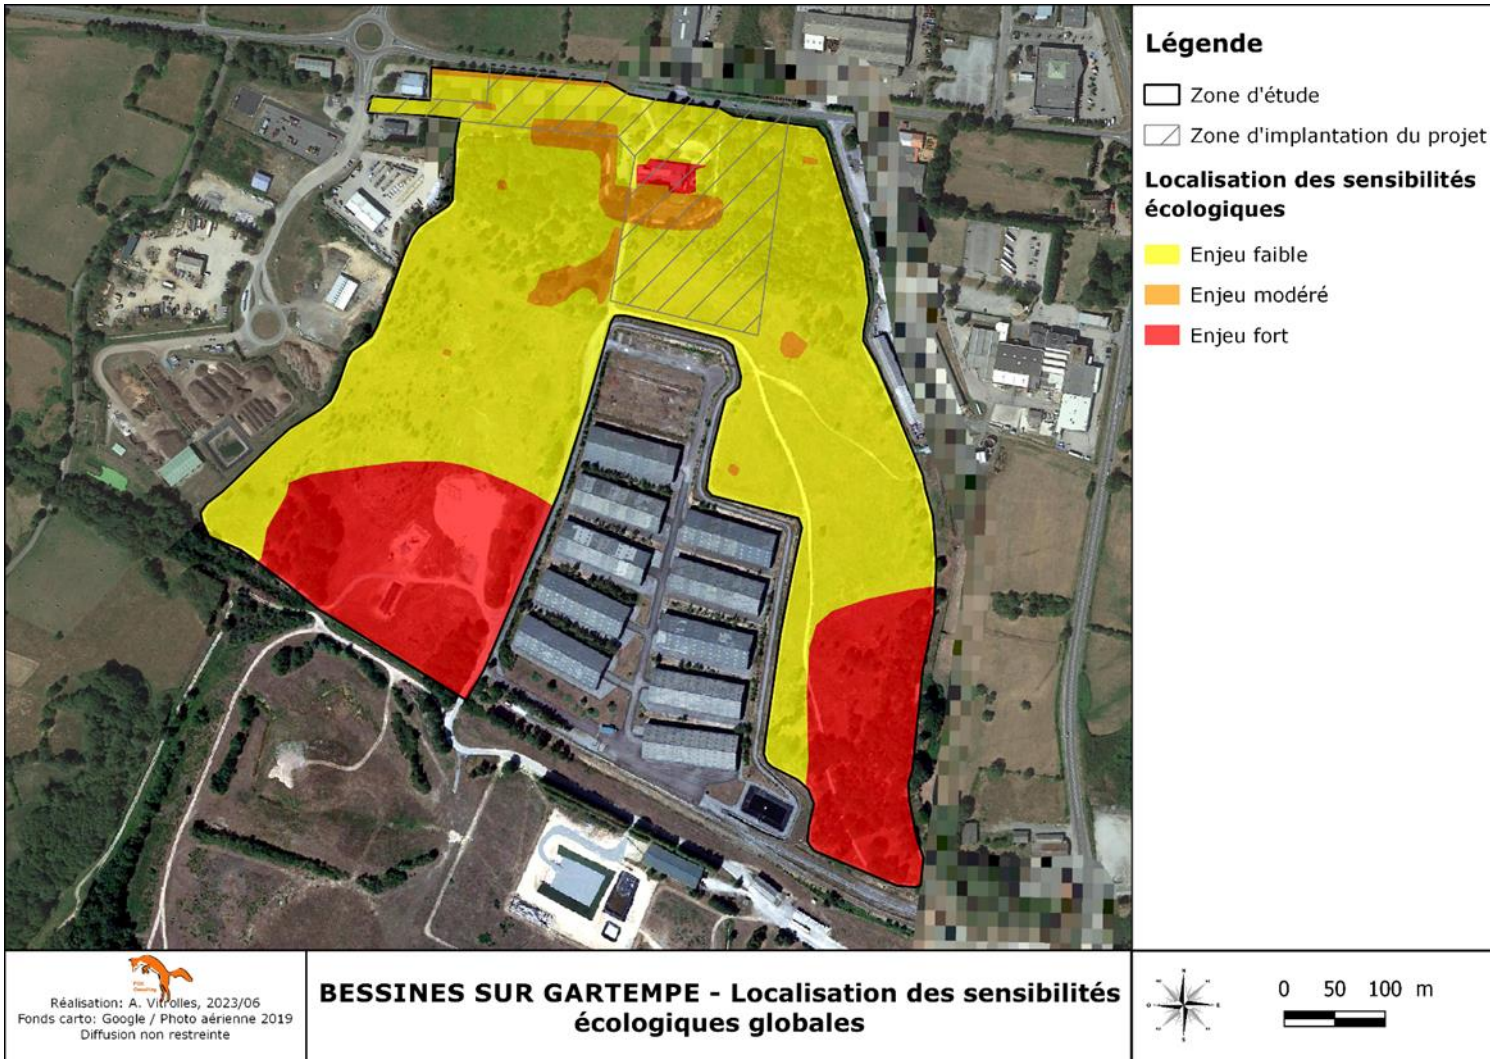 Légende
Zone d'étude
Zone d'implantation du projet
Localisation des sensibilités
écologiques
Enjeu faible
Enjeu modéré
Enjeu fort
Réalisation: A. Vitrolles, 2023/06
Fonds carto: Google / Photo aérienne 2019
Diffusion non restreinte
BESSINES SUR GARTEMPE - Localisation des sensibilités
écologiques globales
0 50 100 m